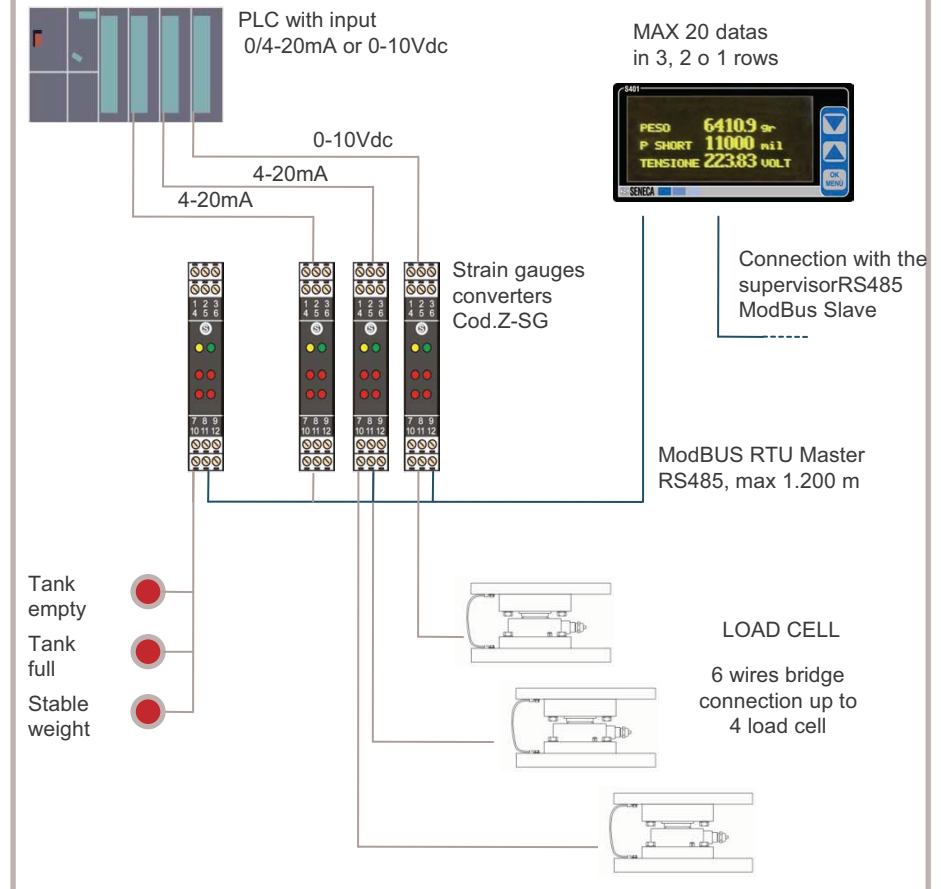 PLC with input
0/4-20mA or 0-10Vdc
MAX 20 datas
in 3, 2 o 1 rows
S401
PESO 6410.9 gr
P SHORT 11000 mil
TENSIONE 223.83 VOLT
OK
MENÙ
SENECA
0-10Vdc
4-20mA
4-20mA
Connection with the
supervisorRS485
ModBus Slave
Strain gauges
converters
Cod.Z-SG
1 2 3
4 5 6
1 2 3
4 5 6
1 2 3
4 5 6
1 2 3
4 5 6
S
S
S
S
7 8 9
10 11 12
7 8 9
10 11 12
7 8 9
10 11 12
7 8 9
10 11 12
ModBUS RTU Master
RS485, max 1.200 m
Tank
empty
Tank
full
Stable
weight
LOAD CELL
6 wires bridge
connection up to
4 load cell